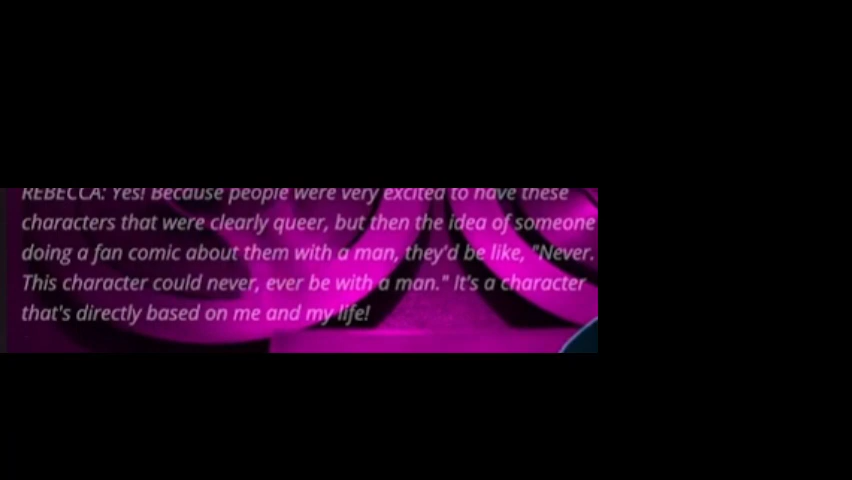 REBECCA: Yes! Because people were very excited to have these
characters that were clearly queer, but then the idea of someone
doing a fan comic about them with a man, they'd be like, "Never.
This character could never, ever be with a man." It's a character
that's directly based on me and my life!